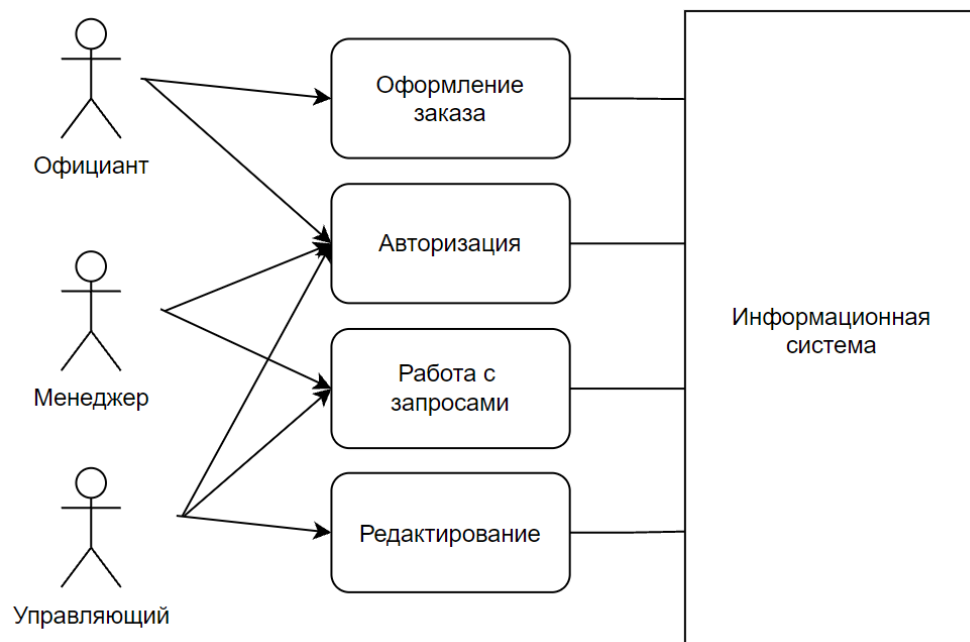 Официант
Менеджер
Управляющий
Оформление
заказа
Авторизация
Работа с
запросами
Редактирование
Информационная
система